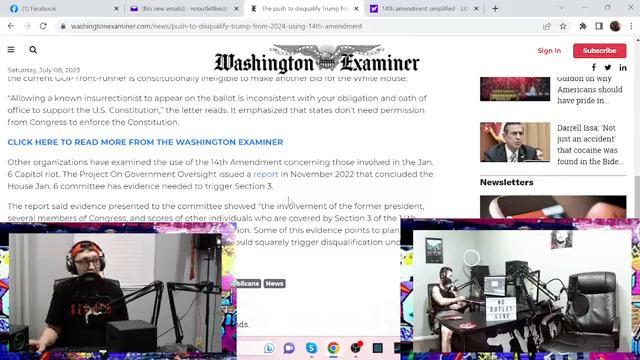 Facebook
(No new emails) - nooutletlive@
The push to disqualify Trump from
14th amendment simplified - 
washingtonexaminer.com/news/push-to-disqualify-trump-from-2024-using-14th-amendment
Washington Examiner
Sign In
Subscribe
Saturday, July 08, 2023
the current GOP front-runner is constitutionally ineligible to make another bid for the White House.
“Allowing a known insurrectionist to appear on the ballot is inconsistent with your obligation and oath of
office to support the U.S. Constitution,” the letter reads. It emphasized that states don't need permission
from Congress to enforce the Constitution.
CLICK HERE TO READ MORE FROM THE WASHINGTON EXAMINER
Other organizations have examined the use of the 14th Amendment concerning those involved in the Jan.
6 Capitol riot. The Project On Government Oversight issued a report in November 2022 that concluded the
House Jan. 6 committee has evidence needed to trigger Section 3.
The report said evidence presented to the committee showed “the involvement of the former president,
several members of Congress, and scores of other individuals who are covered by Section 3 of the 14th
Some of this evidence points to
squarely trigger disqualification
Gurdon on why
Americans should
have pride in...
Darrell Issa: 'Not
just an accident'
that cocaine was
found in the Bide...
Newsletters
News
NO OUTLET
LIVE